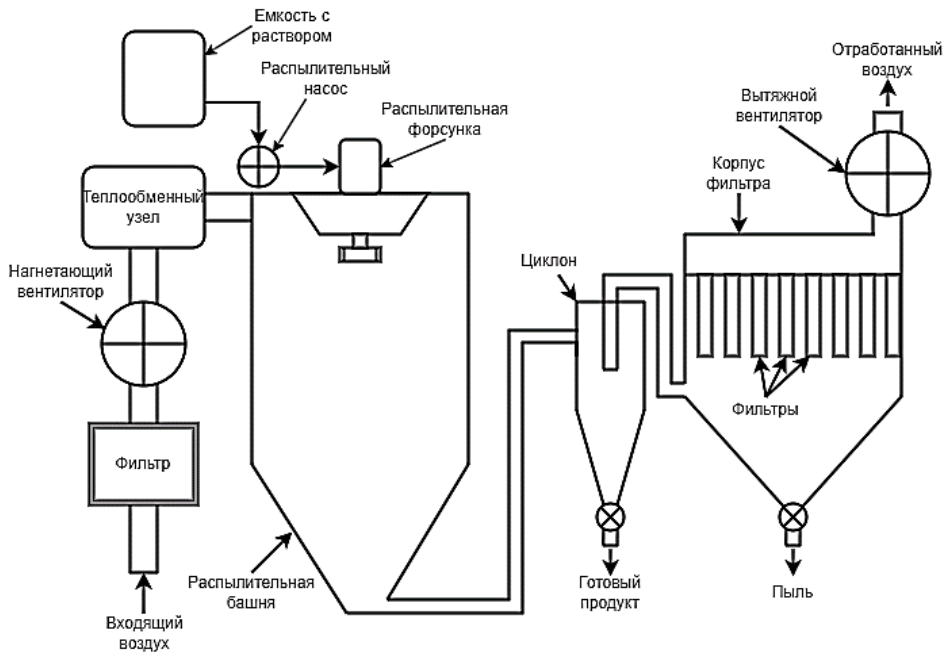 Емкость с
раствором
Распылительный
насос
Распылительная
форсунка
Отработанный
воздух
Вытяжной
вентилятор
Корпус
фильтра
Теплообменный
узел
Нагнетающий
вентилятор
Циклон
Фильтры
Фильтр
Распылительная
башня
Готовый
продукт
Пыль
Входящий
воздух